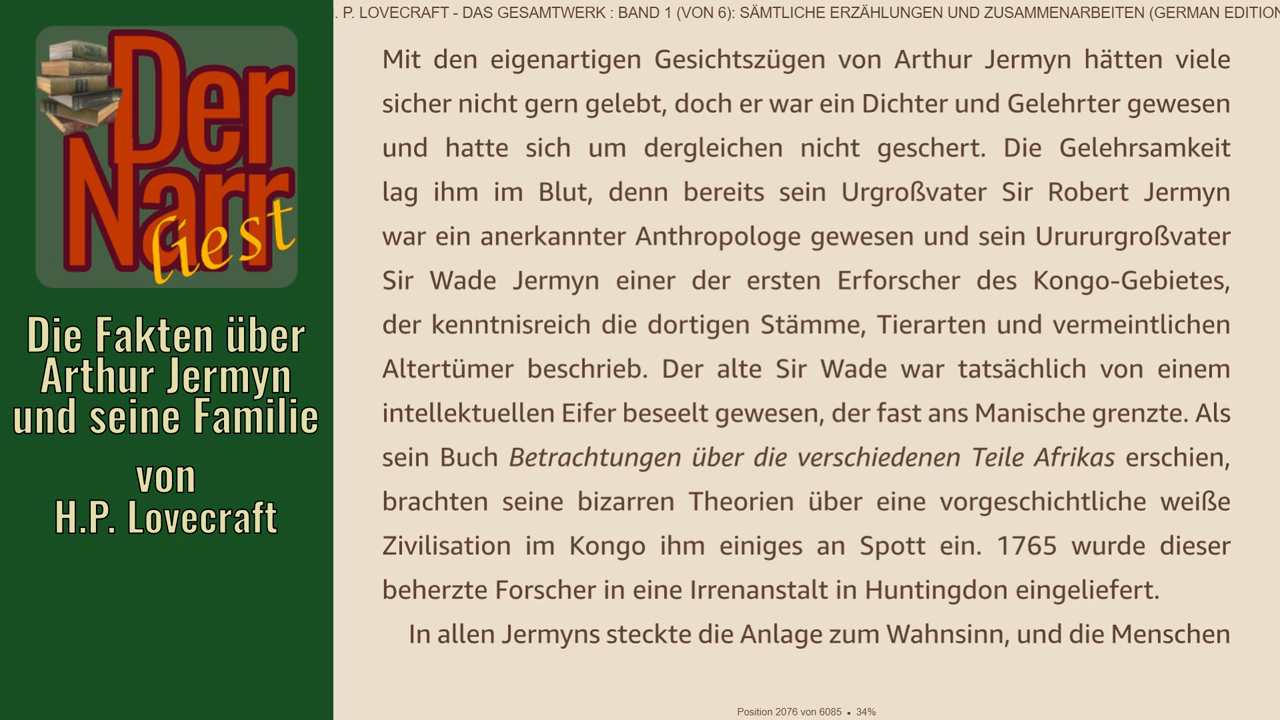 Der
Narr
liest
Die Fakten über
Arthur Jermyn
und seine Familie
von
H.P. Lovecraft
. P. LOVECRAFT - DAS GESAMTWERK : BAND 1 (VON 6): SÄMTLICHE ERZÄHLUNGEN UND ZUSAMMENARBEITEN (GERMAN EDITION
Mit den eigenartigen Gesichtszügen von Arthur Jermyn hätten viele
sicher nicht gern gelebt, doch er war ein Dichter und Gelehrter gewesen
und hatte sich um dergleichen nicht geschert. Die Gelehrsamkeit
lag ihm im Blut, denn bereits sein Urgroßvater Sir Robert Jermyn
war ein anerkannter Anthropologe gewesen und sein Urururgroßvater
Sir Wade Jermyn einer der ersten Erforscher des Kongo-Gebietes,
der kenntnisreich die dortigen Stämme, Tierarten und vermeintlichen
Altertümer beschrieb. Der alte Sir Wade war tatsächlich von einem
intellektuellen Eifer beseelt gewesen, der fast ans Manische grenzte. Als
sein Buch Betrachtungen über die verschiedenen Teile Afrikas erschien,
brachten seine bizarren Theorien über eine vorgeschichtliche weiße
Zivilisation im Kongo ihm einiges an Spott ein. 1765 wurde dieser
beherzte Forscher in eine Irrenanstalt in Huntingdon eingeliefert.
In allen Jermyns steckte die Anlage zum Wahnsinn, und die Menschen
Position 2076 von 6085 • 34%